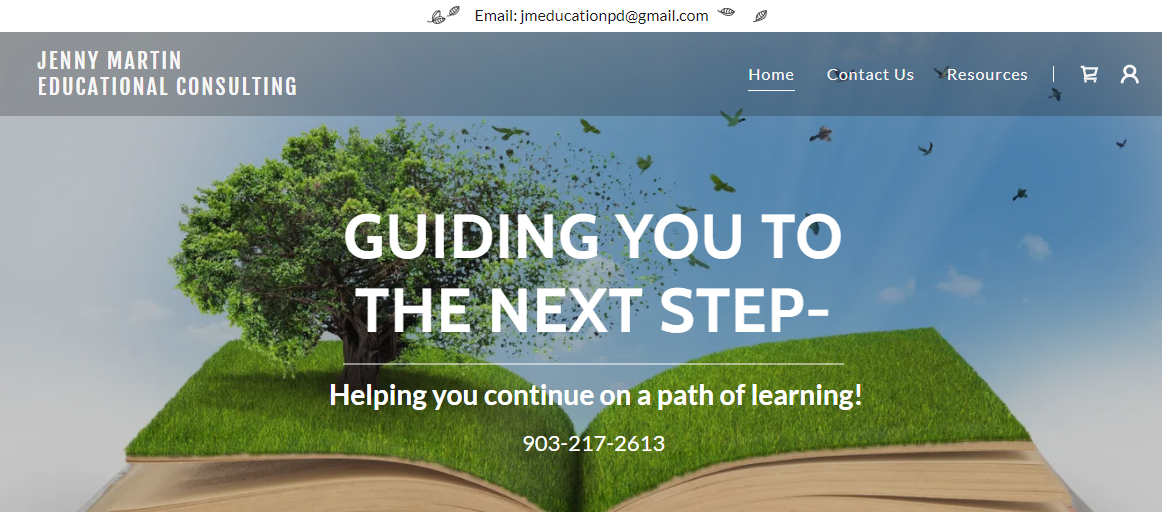 Email: jmeducationpd@gmail.com
JENNY MARTIN
EDUCATIONAL CONSULTING
Home Contact Us Resources
GUIDING YOU TO
THE NEXT STEP-
Helping you continue on a path of learning!
903-217-2613